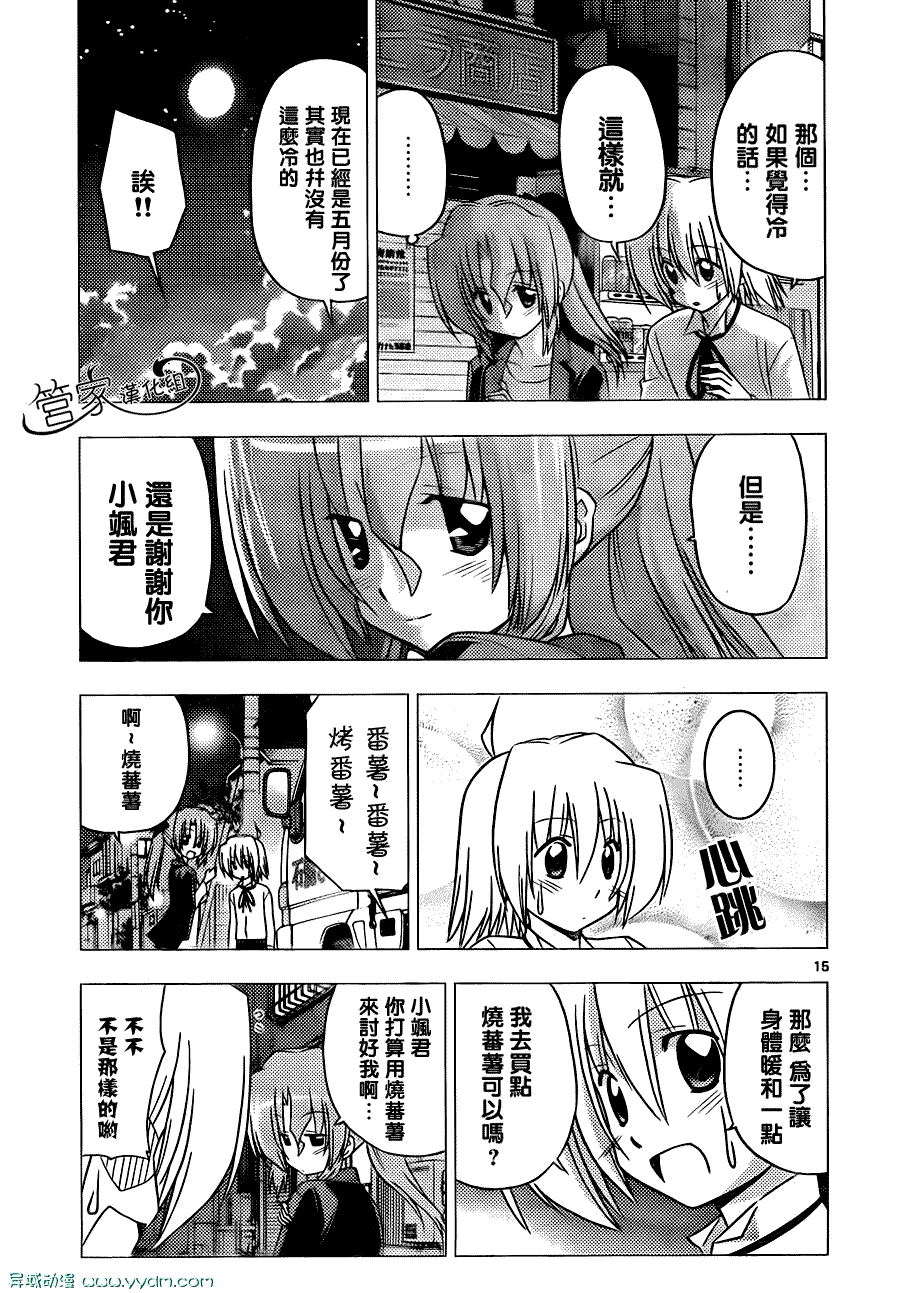 那個…
如果覺得冷
的話…
這樣就…
………
現在已經是五月份了
其實也幷沒有
這麼冷的
誒!!
管家漢化組
但是……
還是謝謝你
小颯君
……
心跳
番薯~番薯~
烤番薯~
啊~燒蕃薯
15
那麼 爲了讓
身體暖和一點
我去買點
燒蕃薯可以嗎?
小颯君
你打算用燒蕃薯
來討好我啊…
不不
不是那樣的喲
异域动漫 www.yydm.com